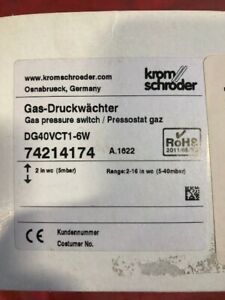 www.kromschroeder.com
Osnabrueck, Germany
krom
schroder
Gas-Druckwächter
Gas pressure switch / Pressostat gaz
DG40VCT1-6W
74214174 A.1622
RoHS
2 in wc (5mbar)
Range: 2-16 in wc (5-40mbar)
CE
Kundennummer
Costumer No.